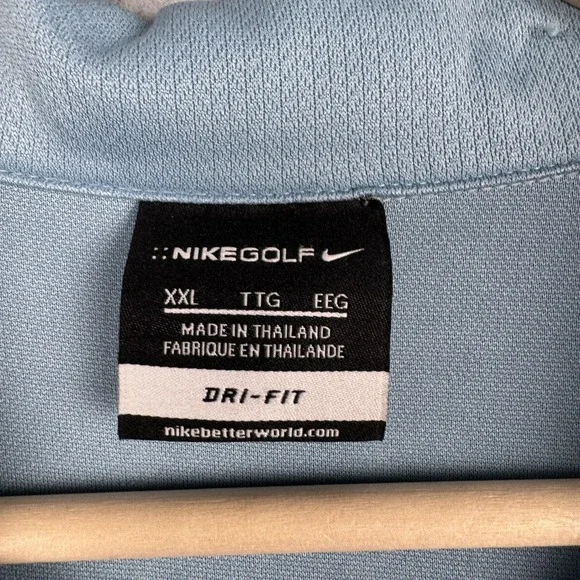 ::NIKEGOLF
XXL TTG EEG
MADE IN THAILAND
FABRIQUE EN THAILANDE
DRI-FIT
nikebetterworld.com